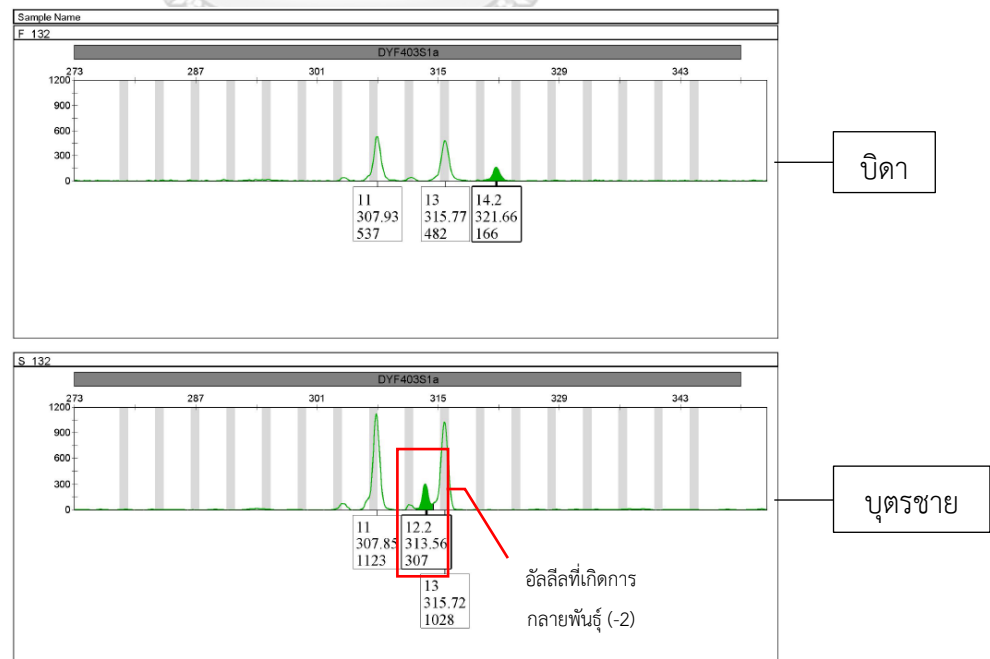 Sample Name
F_132
DYF403S1a
273 287 301 315 329 343
1200
900
600
300
0
11
307.93
537
13
315.77
482
14.2
321.66
166
บิดา
S_132
DYF403S1a
273 287 301 315 329 343
1200
900
600
300
0
11
307.85
1123
12.2
313.56
307
13
315.72
1028
บุตรชาย
อัลลีลที่เกิดการ
กลายพันธุ์ (-2)